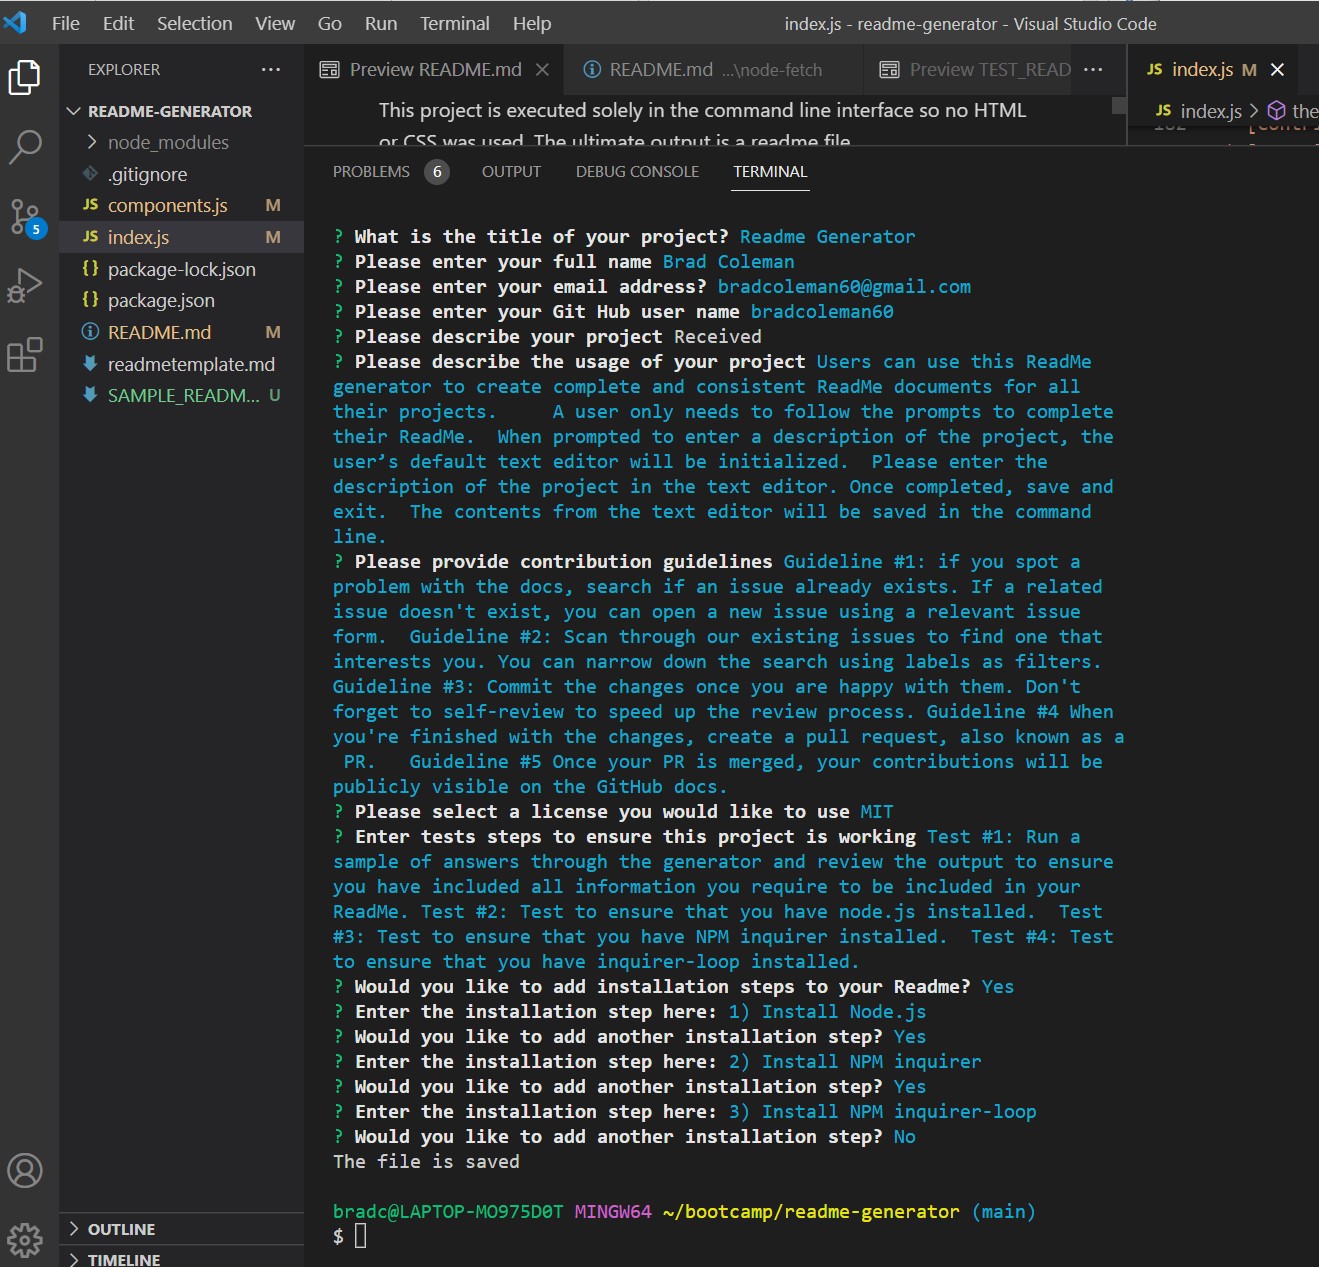 File Edit Selection View Go Run Terminal Help index.js - readme-generator - Visual Studio Code
EXPLORER ··· Preview README.md README.md ...\node-fetch Preview TEST_READ ··· JS index.js M
JS index.js > the
README-GENERATOR
node_modules
.gitignore
JS components.js M
JS index.js M
{} package-lock.json
{} package.json
README.md M
readmetemplate.md
SAMPLE_READM... U
5
OUTLINE
TIMELINE
This project is executed solely in the command line interface so no HTML
or CSS was used. The ultimate output is a readme file
PROBLEMS 6 OUTPUT DEBUG CONSOLE TERMINAL
? What is the title of your project? Readme Generator
? Please enter your full name Brad Coleman
? Please enter your email address? bradcoleman60@gmail.com
? Please enter your Git Hub user name bradcoleman60
? Please describe your project Received
? Please describe the usage of your project Users can use this ReadMe
generator to create complete and consistent ReadMe documents for all
their projects.     A user only needs to follow the prompts to complete
their ReadMe.  When prompted to enter a description of the project, the
user’s default text editor will be initialized.  Please enter the
description of the project in the text editor. Once completed, save and
exit.  The contents from the text editor will be saved in the command
line.
? Please provide contribution guidelines Guideline #1: if you spot a
problem with the docs, search if an issue already exists. If a related
issue doesn't exist, you can open a new issue using a relevant issue
form.  Guideline #2: Scan through our existing issues to find one that
interests you. You can narrow down the search using labels as filters.
Guideline #3: Commit the changes once you are happy with them. Don't
forget to self-review to speed up the review process. Guideline #4 When
you're finished with the changes, create a pull request, also known as a
 PR.   Guideline #5 Once your PR is merged, your contributions will be
publicly visible on the GitHub docs.
? Please select a license you would like to use MIT
? Enter tests steps to ensure this project is working Test #1: Run a
sample of answers through the generator and review the output to ensure
you have included all information you require to be included in your
ReadMe. Test #2: Test to ensure that you have node.js installed.  Test
#3: Test to ensure that you have NPM inquirer installed.  Test #4: Test
to ensure that you have inquirer-loop installed.
? Would you like to add installation steps to your Readme? Yes
? Enter the installation step here: 1) Install Node.js
? Would you like to add another installation step? Yes
? Enter the installation step here: 2) Install NPM inquirer
? Would you like to add another installation step? Yes
? Enter the installation step here: 3) Install NPM inquirer-loop
? Would you like to add another installation step? No
The file is saved
bradc@LAPTOP-MO975D0T MINGW64 ~/bootcamp/readme-generator (main)
$